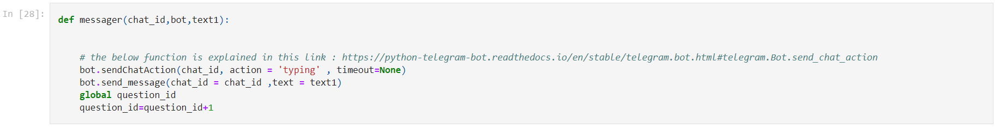 In [28]:
def messager(chat_id,bot,text1):
# the below function is explained in this link : https://python-telegram-bot.readthedocs.io/en/stable/telegram.bot.html#telegram.Bot.send_chat_action
bot.sendChatAction(chat_id, action = 'typing' , timeout=None)
bot.send_message(chat_id = chat_id ,text = text1)
global question_id
question_id=question_id+1